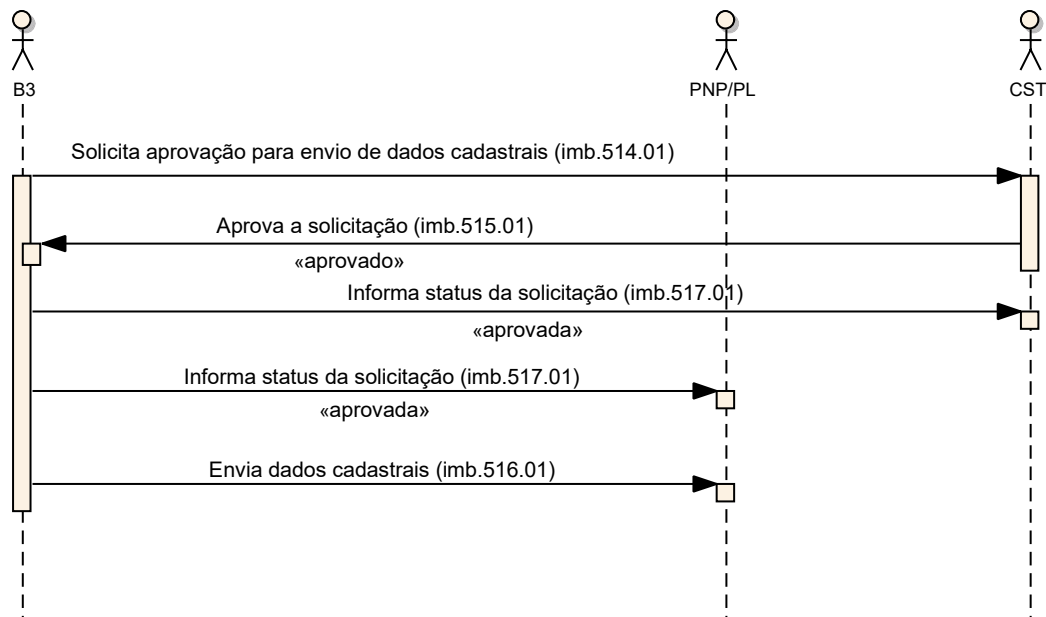 B3
PNP/PL
CST
Solicita aprovação para envio de dados cadastrais (imb.514.01)
Aprova a solicitação (imb.515.01)
«aprovado»
Informa status da solicitação (imb.517.01)
«aprovada»
Informa status da solicitação (imb.517.01)
«aprovada»
Envia dados cadastrais (imb.516.01)